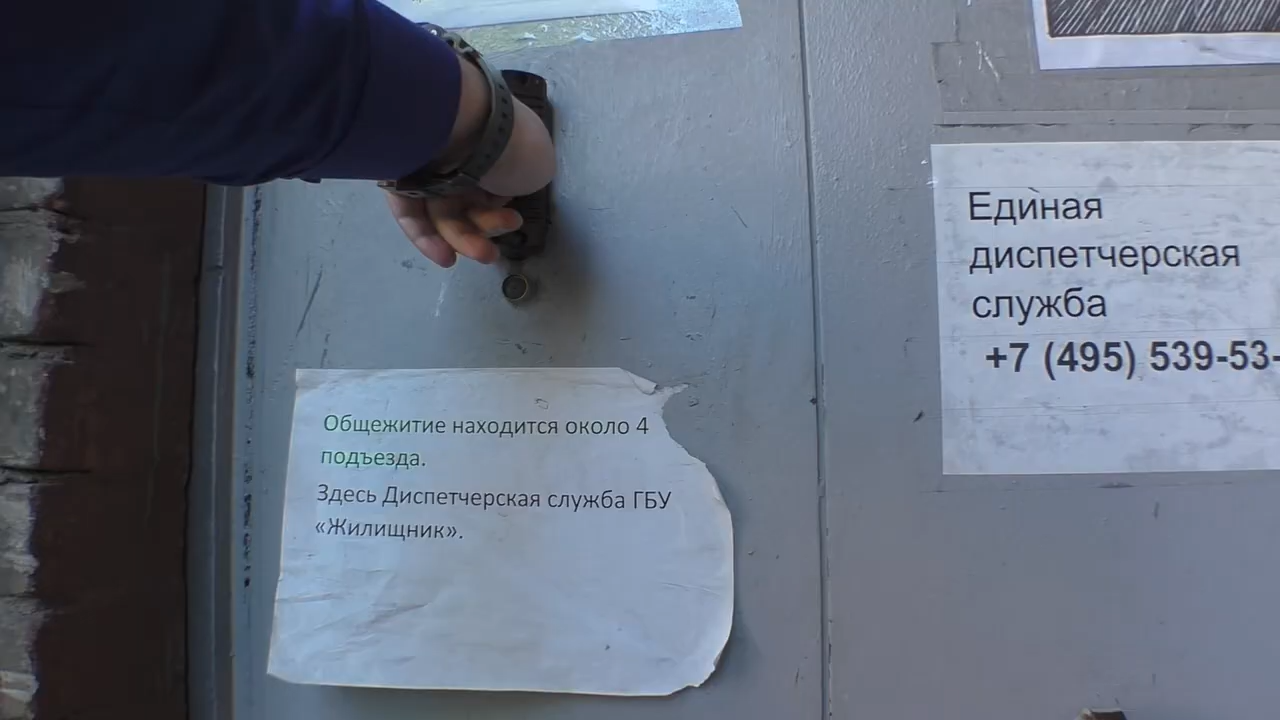 Единая
диспетчерская
служба
+7 (495) 539-53-
Общежитие находится около 4
подъезда.
Здесь Диспетчерская служба ГБУ
«Жилищник».